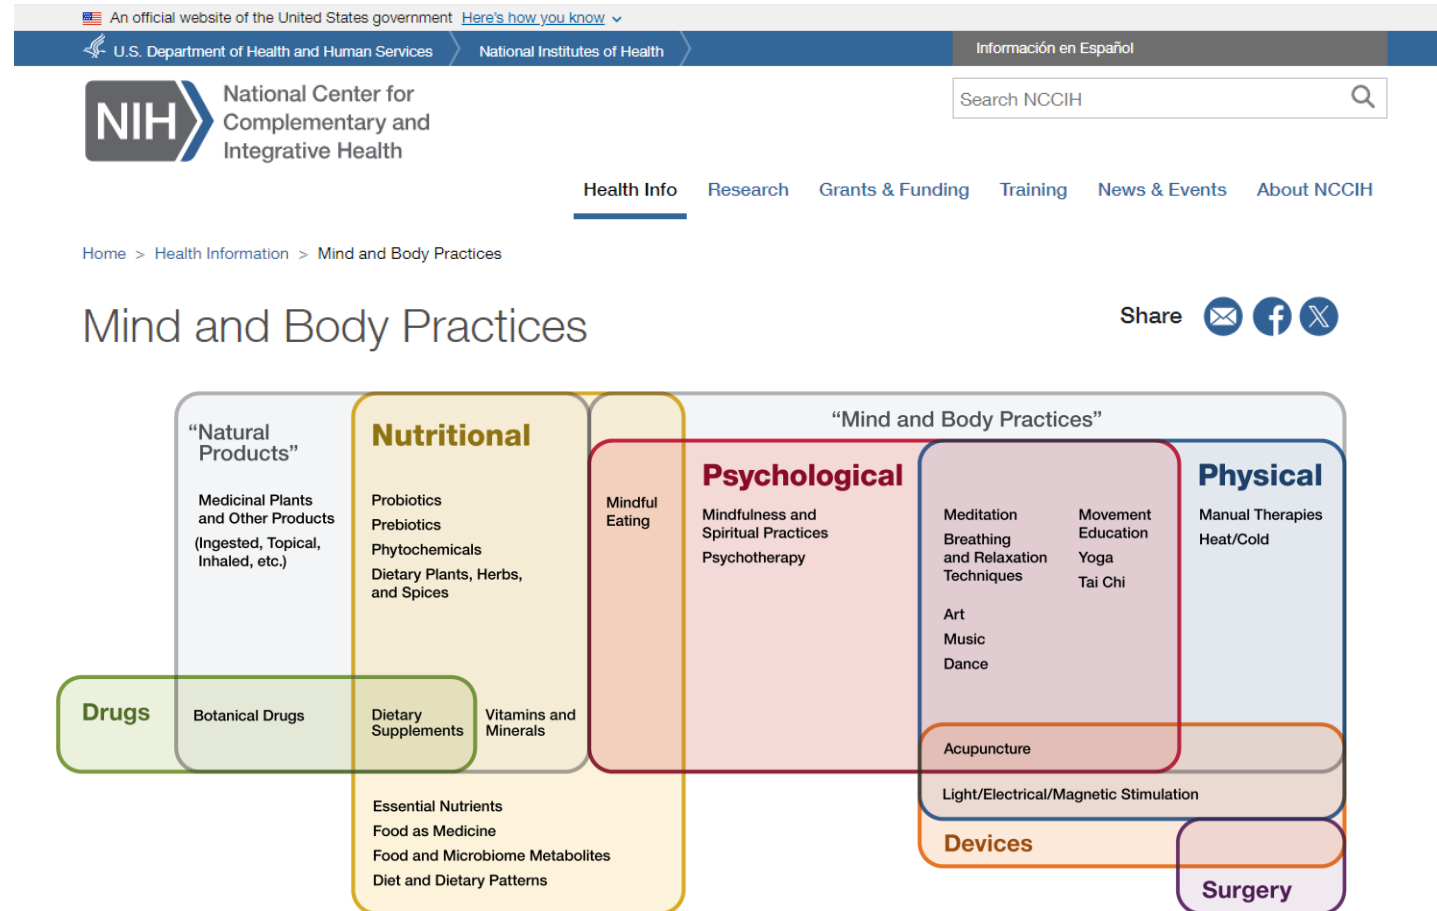 An official website of the United States government Here's how you know
U.S. Department of Health and Human Services
National Institutes of Health
Información en Español
NIH
National Center for
Complementary and
Integrative Health
Search NCCIH
Health Info
Research
Grants & Funding
Training
News & Events
About NCCIH
Home > Health Information > Mind and Body Practices
Mind and Body Practices
Share
"Natural
Products"
Medicinal Plants
and Other Products
(Ingested, Topical,
Inhaled, etc.)
Nutritional
Probiotics
Prebiotics
Phytochemicals
Dietary Plants, Herbs,
and Spices
Mindful
Eating
"Mind and Body Practices"
Psychological
Mindfulness and
Spiritual Practices
Psychotherapy
Meditation
Breathing
and Relaxation
Techniques
Art
Music
Dance
Movement
Education
Yoga
Tai Chi
Physical
Manual Therapies
Heat/Cold
Drugs
Botanical Drugs
Dietary
Supplements
Vitamins and
Minerals
Acupuncture
Light/Electrical/Magnetic Stimulation
Devices
Surgery
Essential Nutrients
Food as Medicine
Food and Microbiome Metabolites
Diet and Dietary Patterns